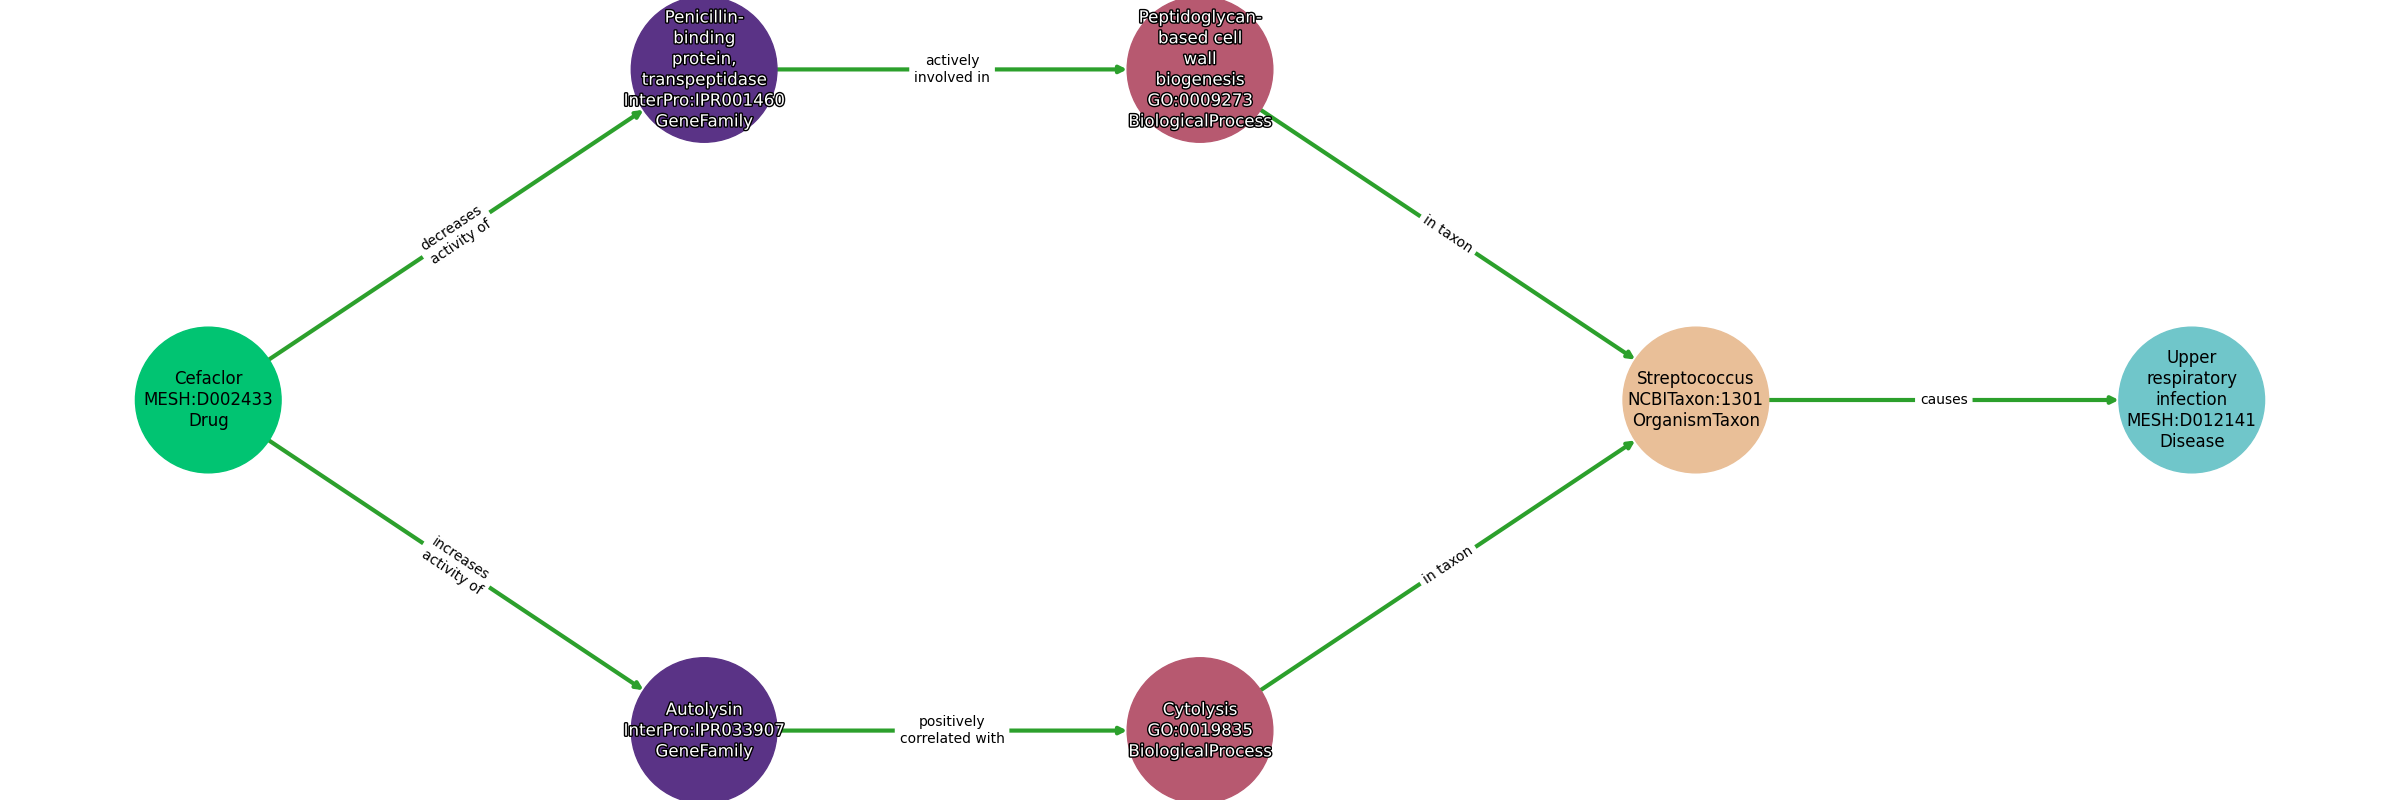 Penicillin-
binding
protein,
transpeptidase
InterPro:IPR001460
GeneFamily
actively
involved in
Peptidoglycan-
based cell
wall
biogenesis
GO:0009273
BiologicalProcess
decreases
activity of
in taxon
Cefaclor
MESH:D002433
Drug
Streptococcus
NCBITaxon:1301
OrganismTaxon
causes
Upper
respiratory
infection
MESH:D012141
Disease
increases
activity of
in taxon
Autolysin
InterPro:IPR033907
GeneFamily
positively
correlated with
Cytolysis
GO:0019835
BiologicalProcess